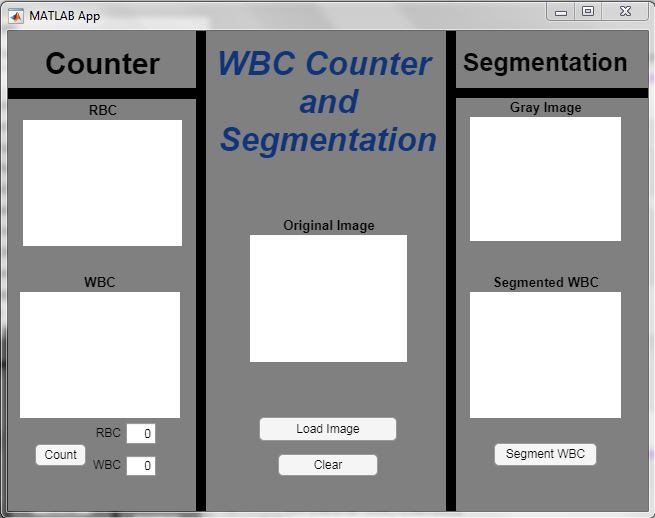 MATLAB App
Counter
RBC
WBC
RBC 0
Count
WBC 0
WBC Counter
and
Segmentation
Original Image
Load Image
Clear
Segmentation
Gray Image
Segmented WBC
Segment WBC